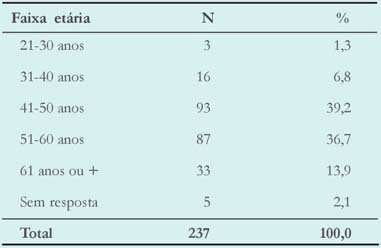 Faixa etária N %
21-30 anos 3 1,3
31-40 anos 16 6,8
41-50 anos 93 39,2
51-60 anos 87 36,7
61 anos ou + 33 13,9
Sem resposta 5 2,1
Total 237 100,0